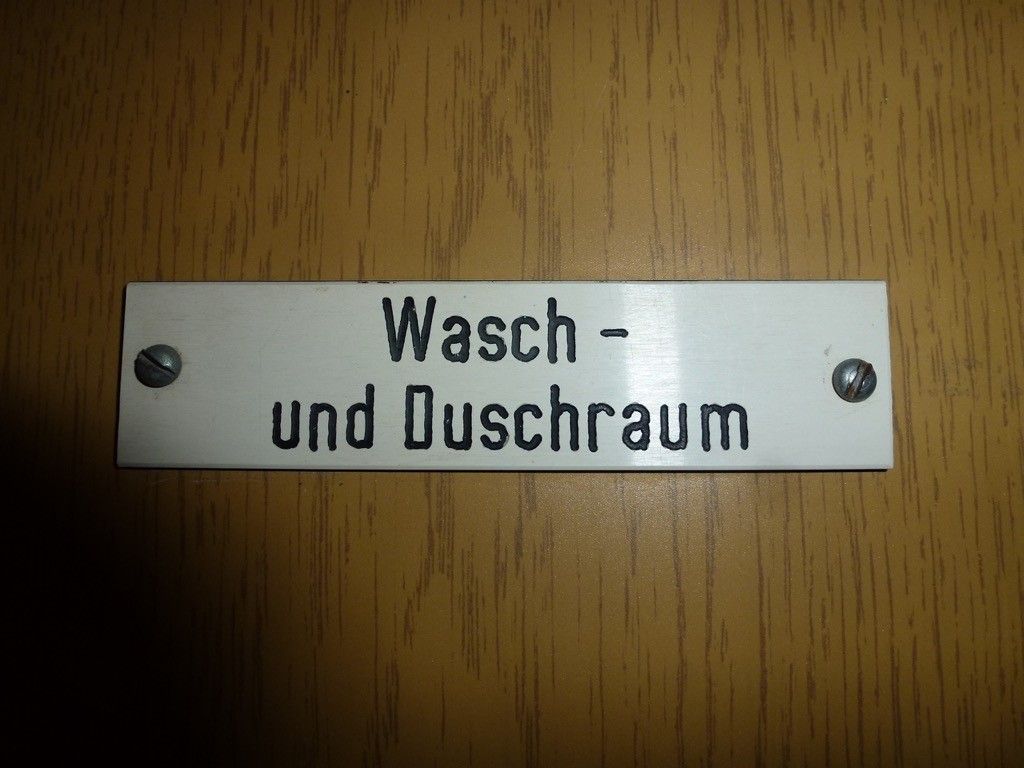 Wasch -
und Duschraum